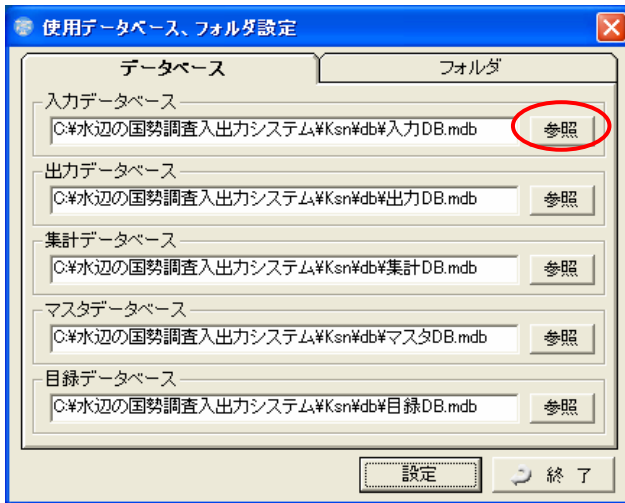 使用データベース、フォルダ設定
データベース フォルダ
入力データベース
C:¥水辺の国勢調査入出力システム¥Ksn¥db¥入力DB.mdb 参照
出力データベース
C:¥水辺の国勢調査入出力システム¥Ksn¥db¥出力DB.mdb 参照
集計データベース
C:¥水辺の国勢調査入出力システム¥Ksn¥db¥集計DB.mdb 参照
マスタデータベース
C:¥水辺の国勢調査入出力システム¥Ksn¥db¥マスタDB.mdb 参照
目録データベース
C:¥水辺の国勢調査入出力システム¥Ksn¥db¥目録DB.mdb 参照
設定 終 了